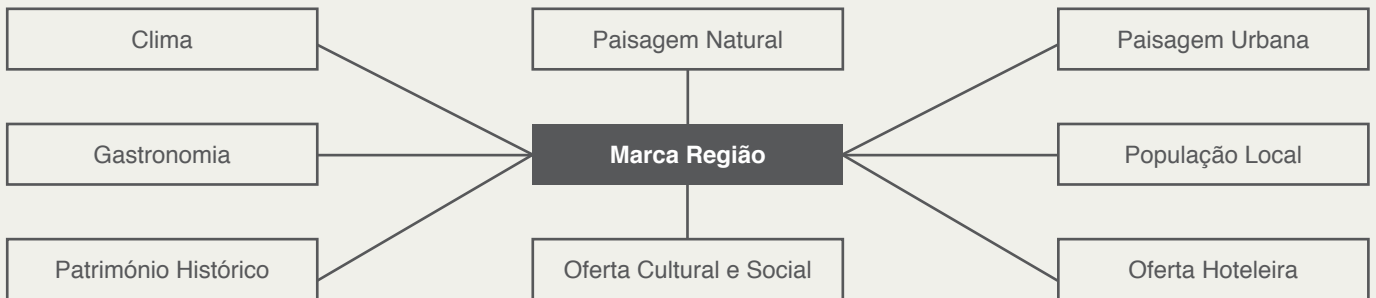 Clima
Paisagem Natural
Paisagem Urbana
Gastronomia
Marca Região
População Local
Património Histórico
Oferta Cultural e Social
Oferta Hoteleira